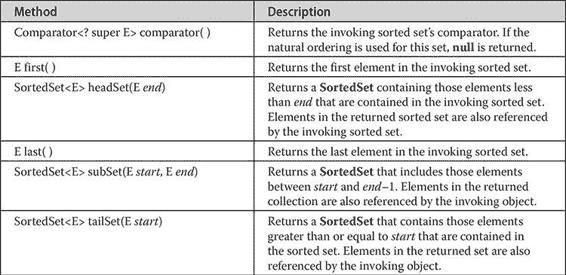 Method Description
Comparator<? super E> comparator( ) Returns the invoking sorted set's comparator. If the
natural ordering is used for this set, null is returned.
E first( ) Returns the first element in the invoking sorted set.
SortedSet<E> headSet(E end) Returns a SortedSet containing those elements less
than end that are contained in the invoking sorted set.
Elements in the returned sorted set are also referenced
by the invoking sorted set.
E last( ) Returns the last element in the invoking sorted set.
SortedSet<E> subSet(E start, E end) Returns a SortedSet that includes those elements
between start and end–1. Elements in the returned
collection are also referenced by the invoking object.
SortedSet<E> tailSet(E start) Returns a SortedSet that contains those elements
greater than or equal to start that are contained in
the sorted set. Elements in the returned set are also
referenced by the invoking object.